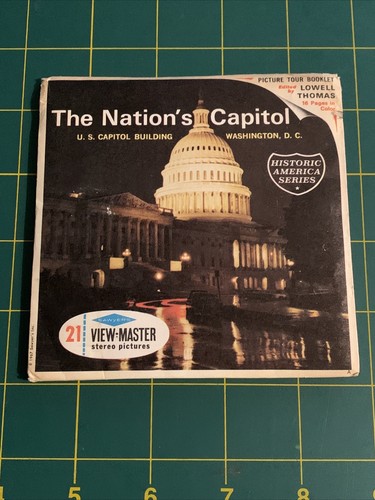 PICTURE TOUR BOOKLET
Edited by LOWELL THOMAS
16 Pages in Color
The Nation's Capitol
U. S. CAPITOL BUILDING WASHINGTON, D. C.
HISTORIC
AMERICA
SERIES
SAWYER'S
21 VIEW-MASTER
stereo pictures
A
4 5 6 7 8